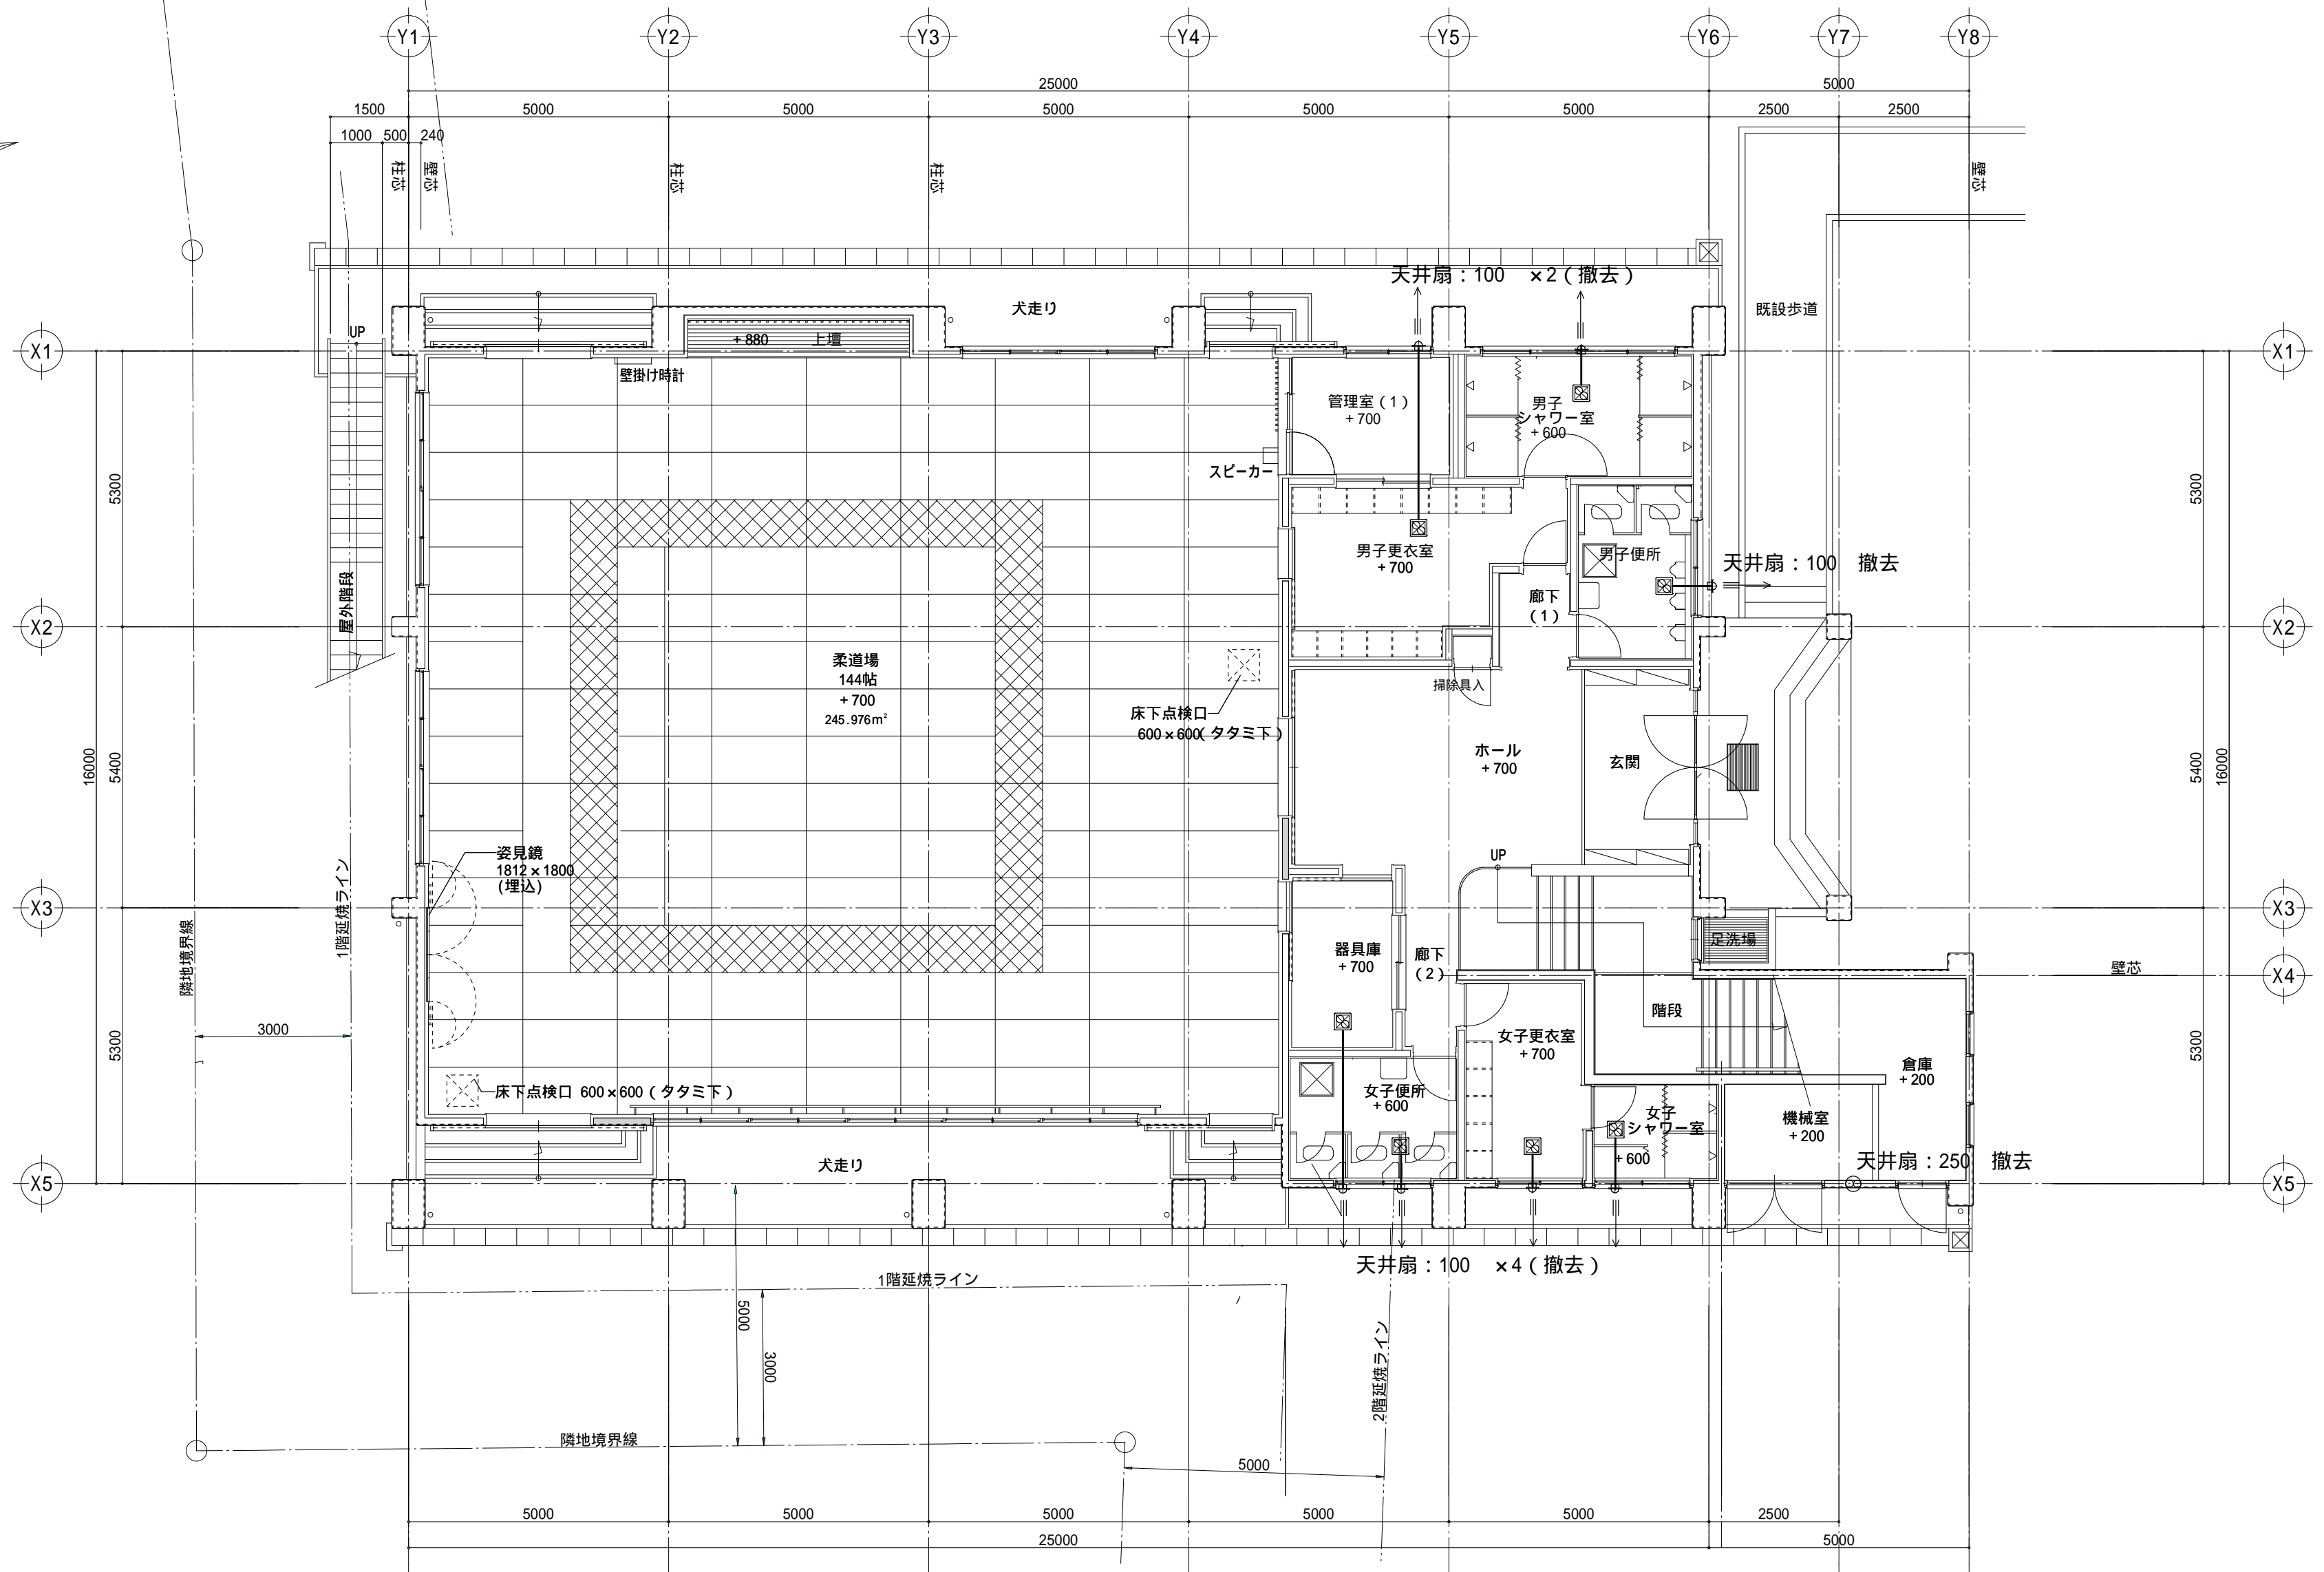 Y1 Y2 Y3 Y4 Y5 Y6 Y7 Y8
25000 5000
1500 5000 5000 5000 5000 5000 2500 2500
1000 500 240
柱芯 壁芯 柱芯 柱芯 壁芯
天井扇：100 ×2（撤去）
犬走り
既設歩道
UP
+880 上壇
X1 X1
壁掛け時計
管理室（1）
+700
男子
シャワー室
+600
スピーカー
5300 5300
男子更衣室
+700
男子便所
天井扇：100 撤去
屋外階段
廊下
（1）
X2 X2
柔道場
144帖
+700
245.976㎡
掃除具入
床下点検口
600×600（タタミ下）
ホール
+700
玄関
16000 5400 5400 16000
姿見鏡
1812×1800
(埋込)
UP
1階延焼ライン
隣地境界線
X3 X3
足洗場
器具庫
+700
廊下
（2）
X4 X4
壁芯
階段
3000
5300 5300
女子更衣室
+700
倉庫
+200
床下点検口 600×600（タタミ下）
女子便所
+600
女子
シャワー室
+600
機械室
+200
犬走り
天井扇：250 撤去
X5 X5
天井扇：100 ×4（撤去）
1階延焼ライン
5000
3000
2階延焼ライン
隣地境界線
5000
5000 5000 5000 5000 5000 2500
25000 5000